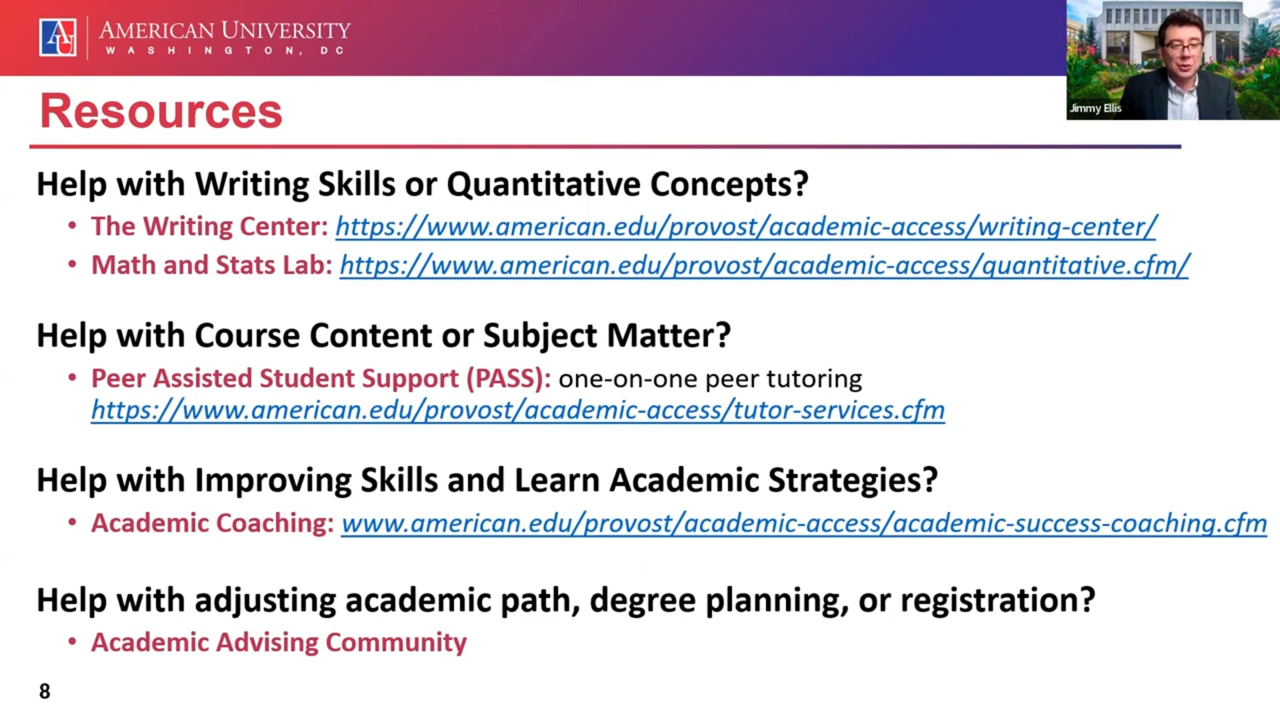 AMERICAN UNIVERSITY
WASHINGTON, DC
Jimmy Ellis
Resources
Help with Writing Skills or Quantitative Concepts?
• The Writing Center: https://www.american.edu/provost/academic-access/writing-center/
• Math and Stats Lab: https://www.american.edu/provost/academic-access/quantitative.cfm/
Help with Course Content or Subject Matter?
• Peer Assisted Student Support (PASS): one-on-one peer tutoring
https://www.american.edu/provost/academic-access/tutor-services.cfm
Help with Improving Skills and Learn Academic Strategies?
• Academic Coaching: www.american.edu/provost/academic-access/academic-success-coaching.cfm
Help with adjusting academic path, degree planning, or registration?
• Academic Advising Community
8